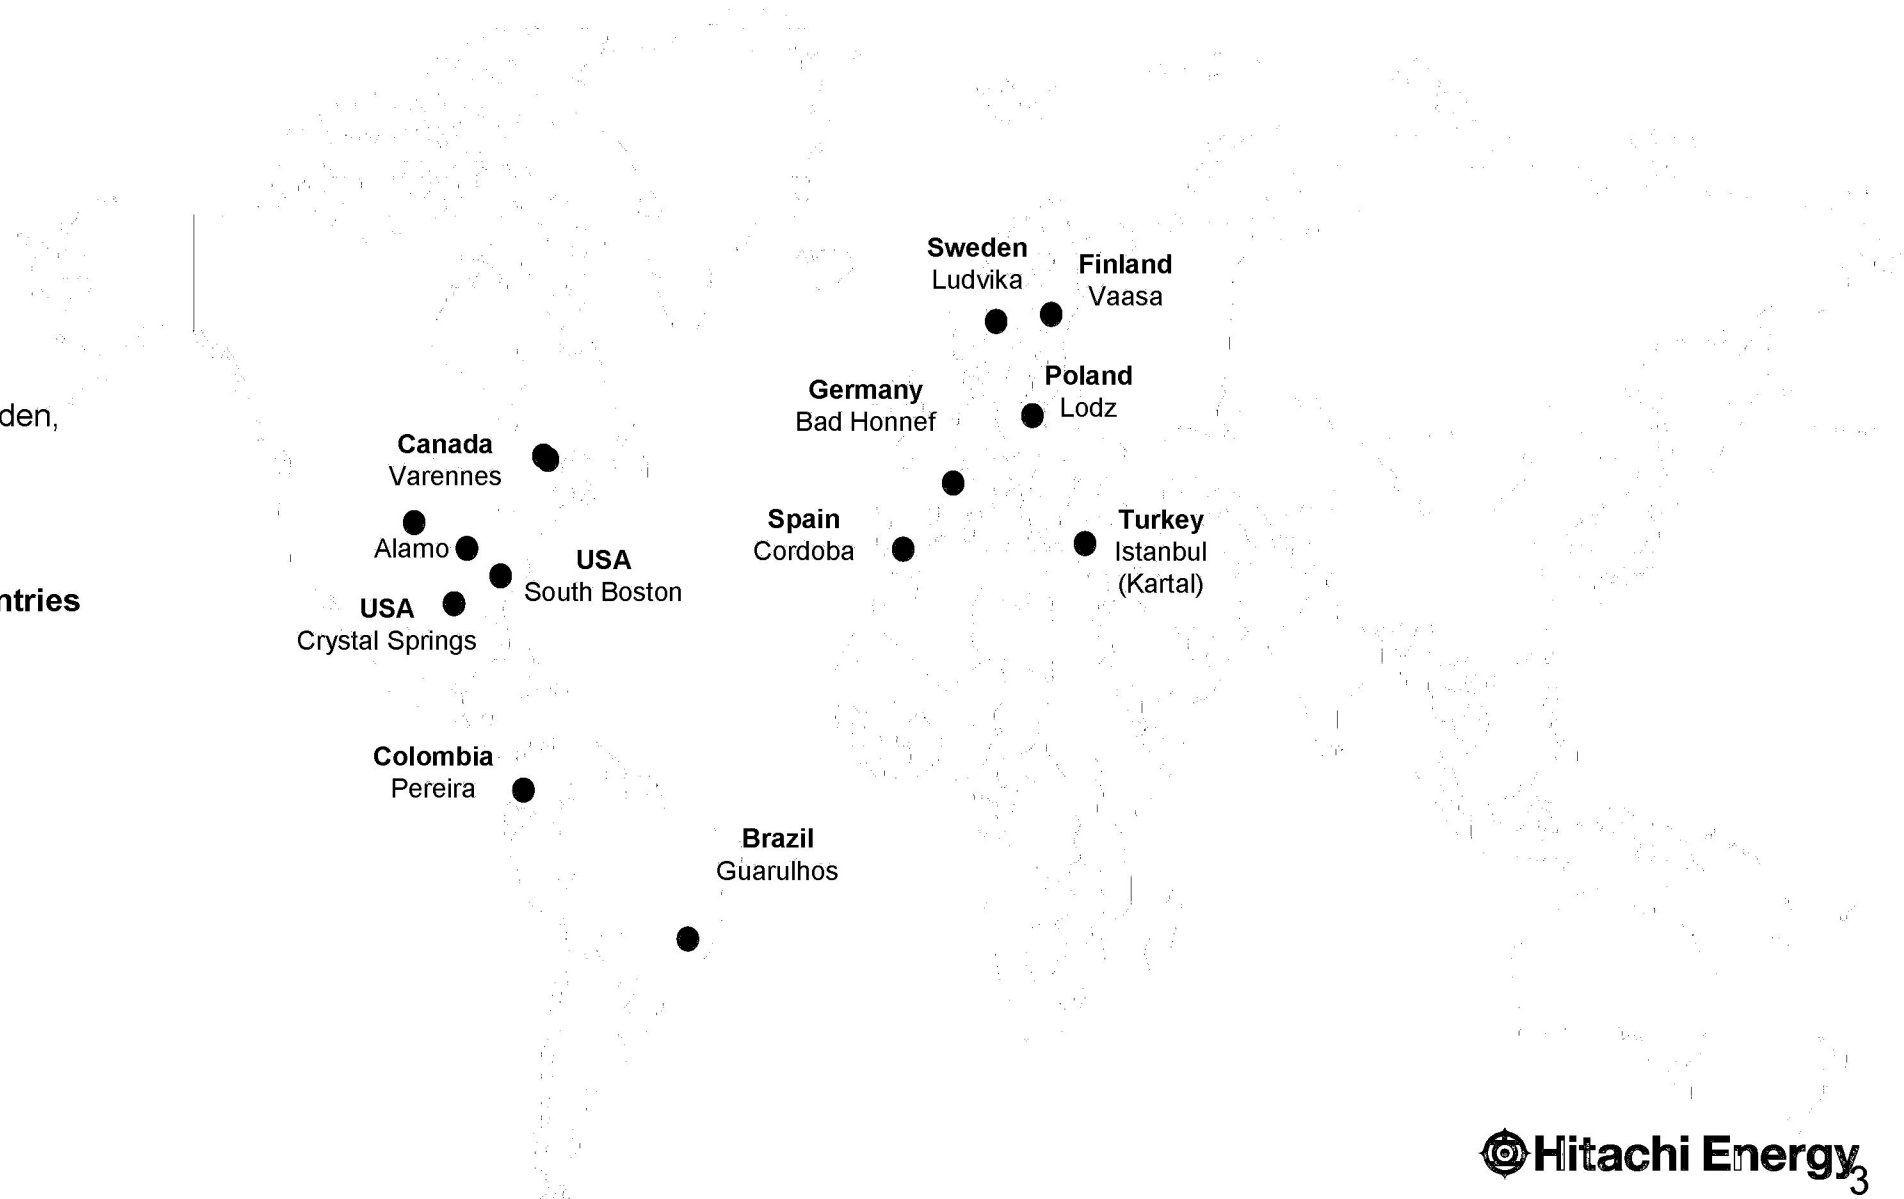 Sweden
Ludvika
Finland
Vaasa
Germany
Bad Honnef
Poland
Lodz
den,
Canada
Varennes
Spain
Cordoba
Turkey
Istanbul
(Kartal)
Alamo
USA
South Boston
ntries
USA
Crystal Springs
Colombia
Pereira
Brazil
Guarulhos
Hitachi Energy
3